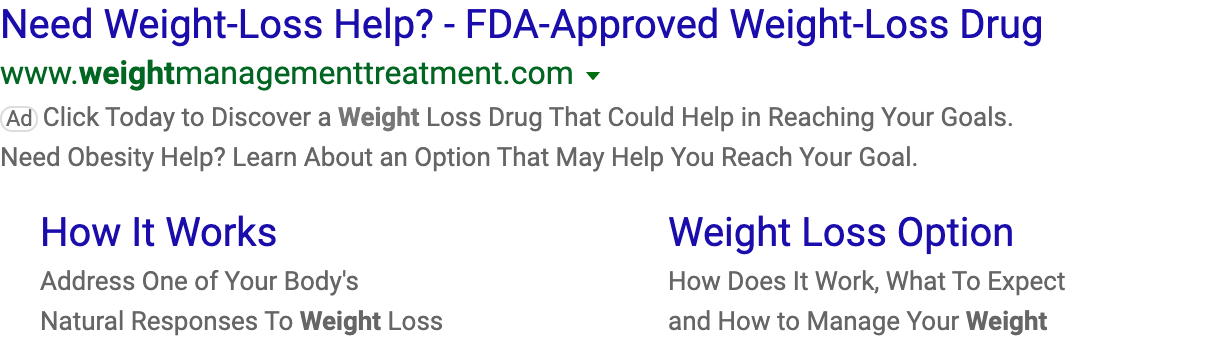 Need Weight-Loss Help? - FDA-Approved Weight-Loss Drug
www.weightmanagementtreatment.com
Ad Click Today to Discover a Weight Loss Drug That Could Help in Reaching Your Goals.
Need Obesity Help? Learn About an Option That May Help You Reach Your Goal.
How It Works
Address One of Your Body's
Natural Responses To Weight Loss
Weight Loss Option
How Does It Work, What To Expect
and How to Manage Your Weight